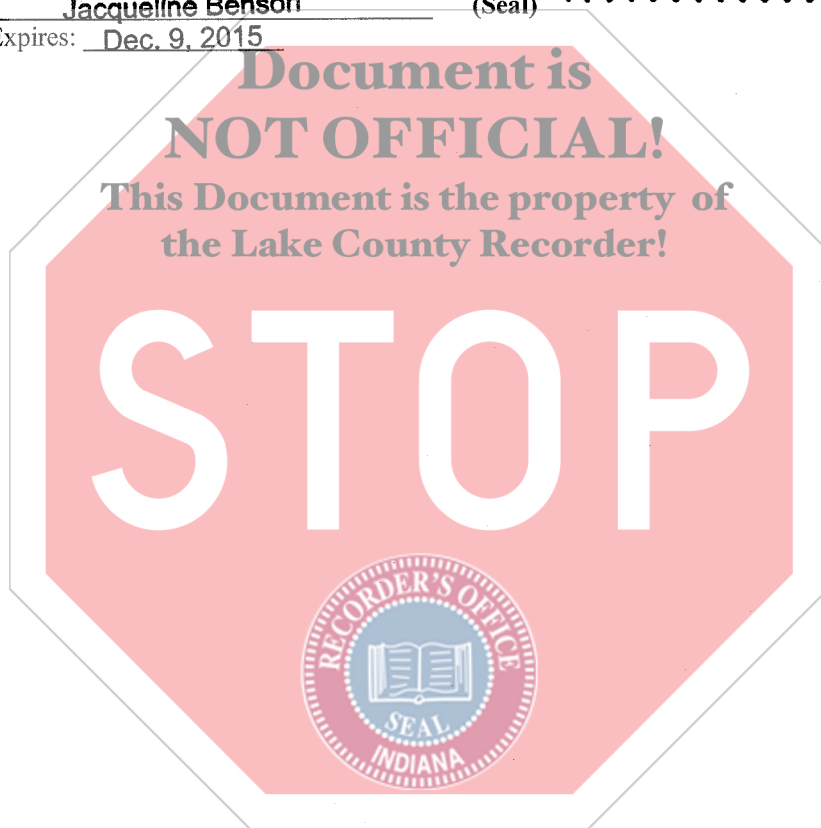 Jacqueline Benson (Seal)
Expires: Dec. 9, 2015
Document is
NOT OFFICIAL!
This Document is the property of
the Lake County Recorder!
STOP
RECORDER'S OFFICE
SEAL
INDIANA